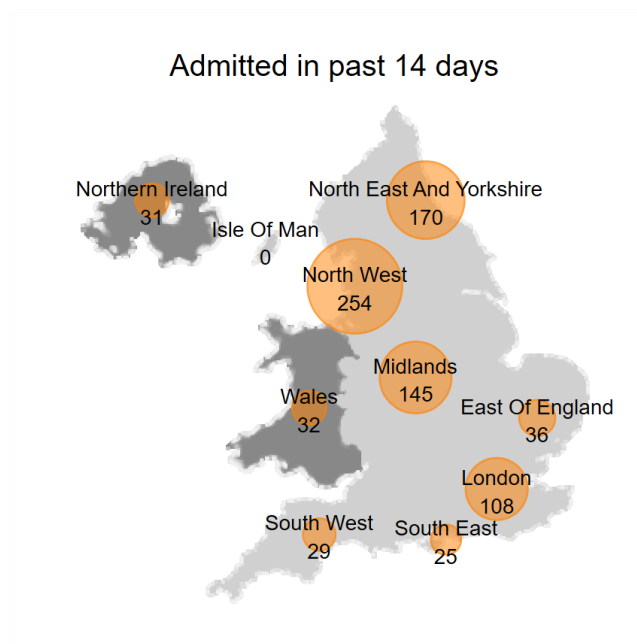 Admitted in past 14 days
Northern Ireland
31
North East And Yorkshire
170
Isle Of Man
0
North West
254
Midlands
145
Wales
32
East Of England
36
London
108
South West
29
South East
25